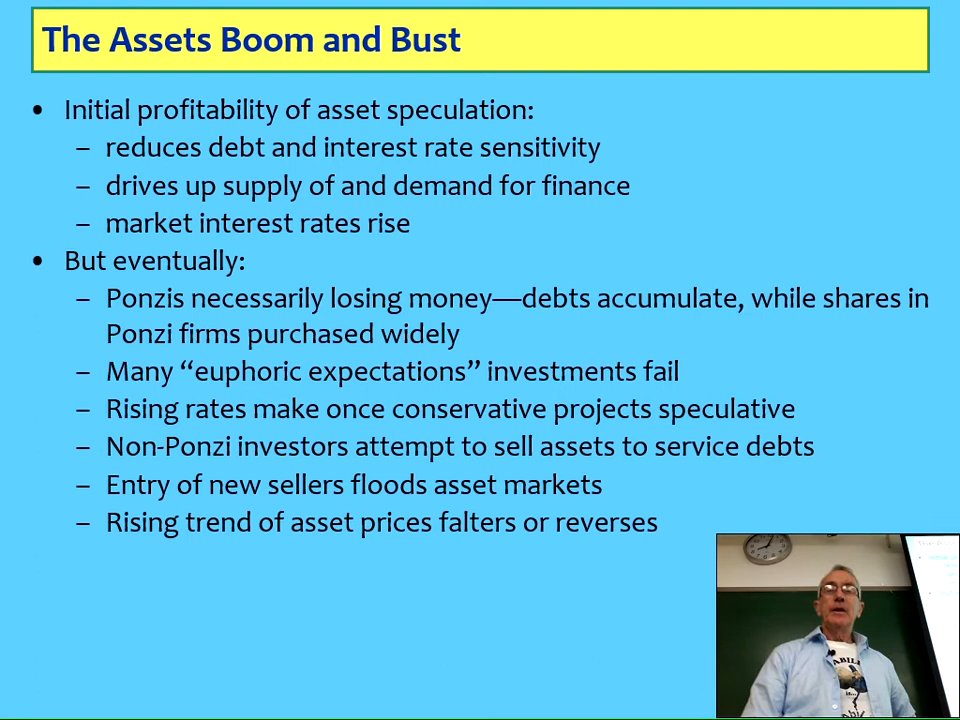 The Assets Boom and Bust
• Initial profitability of asset speculation:
– reduces debt and interest rate sensitivity
– drives up supply of and demand for finance
– market interest rates rise
• But eventually:
– Ponzis necessarily losing money—debts accumulate, while shares in
Ponzi firms purchased widely
– Many “euphoric expectations” investments fail
– Rising rates make once conservative projects speculative
– Non-Ponzi investors attempt to sell assets to service debts
– Entry of new sellers floods asset markets
– Rising trend of asset prices falters or reverses